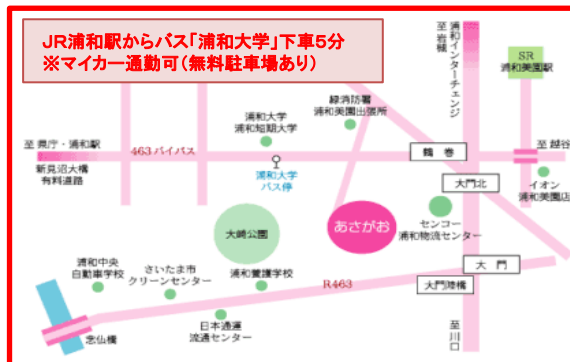 JR浦和駅からバス「浦和大学」下車5分
※マイカー通勤可(無料駐車場あり)
至岩槻
浦和インターチェンジ
SR
浦和美園駅
緑消防署
浦和美園出張所
浦和大学
浦和短期大学
至県庁・浦和駅
463バイパス
鶴巻
至越谷
新見沼大橋
有料道路
浦和大学
バス停
大門北
イオン
浦和美園店
大崎公園
あさがお
センコー
浦和物流センター
浦和中央
自動車学校
さいたま市
クリーンセンター
浦和養護学校
大門
R463
大門陸橋
念仏橋
日本通運
流通センター
至川口